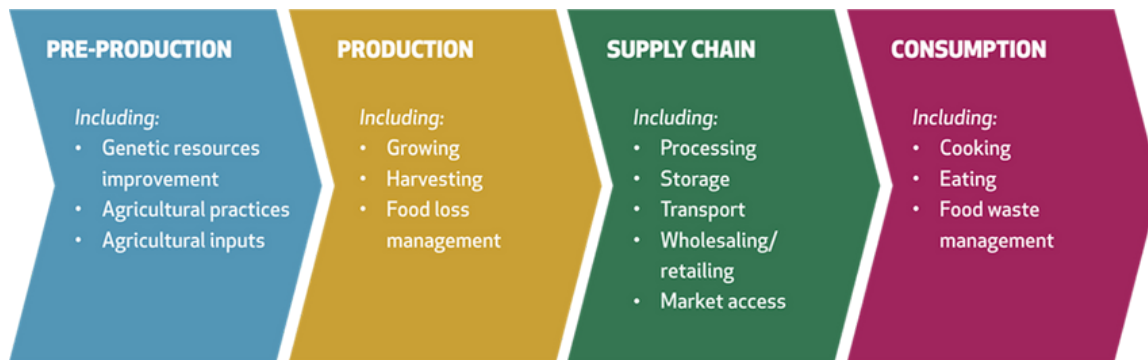 PRE-PRODUCTION
Including:
• Genetic resources
improvement
• Agricultural practices
• Agricultural inputs
PRODUCTION
Including:
• Growing
• Harvesting
• Food loss
management
SUPPLY CHAIN
Including:
• Processing
• Storage
• Transport
• Wholesaling/
retailing
• Market access
CONSUMPTION
Including:
• Cooking
• Eating
• Food waste
management